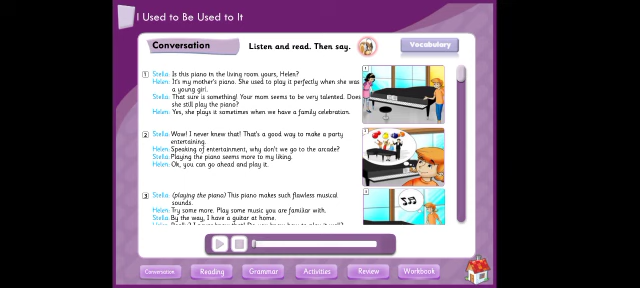 I Used to Be Used to It
Conversation
Listen and read. Then say.
Vocabulary
1 Stella: Is this piano in the living room yours, Helen?
Helen: It's my mother's piano. She used to play it perfectly when she was
a young girl.
Stella: That sure is something! Your mom seems to be very talented. Does
she still play the piano?
Helen: Yes, she plays it sometimes when we have a family celebration.
2 Stella: Wow! I never knew that! That's a good way to make a party
entertaining.
Helen: Speaking of entertainment, why don't we go to the arcade?
Stella: Playing the piano seems more to my liking.
Helen: Ok, you can go ahead and play it.
3 Stella: (playing the piano) This piano makes such flawless musical
sounds.
Helen: Try some more. Play some music you are familiar with.
Stella: By the way, I have a guitar at home.
Conversation
Reading
Grammar
Activities
Review
Workbook